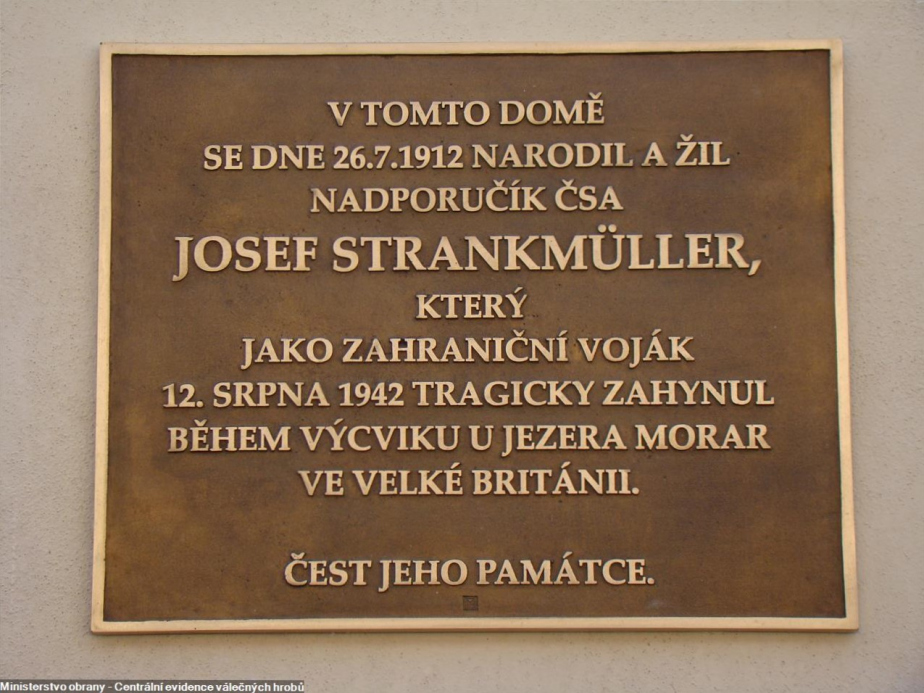 V TOMTO DOMĚ
SE DNE 26.7.1912 NARODIL A ŽIL
NADPORUČÍK ČSA
JOSEF STRANKMÜLLER,
KTERÝ
JAKO ZAHRANIČNÍ VOJÁK
12. SRPNA 1942 TRAGICKY ZAHYNUL
BĚHEM VÝCVIKU U JEZERA MORAR
VE VELKÉ BRITÁNII.
ČEST JEHO PAMÁTCE.
Ministerstvo obrany - Centrální evidence válečných hrobů